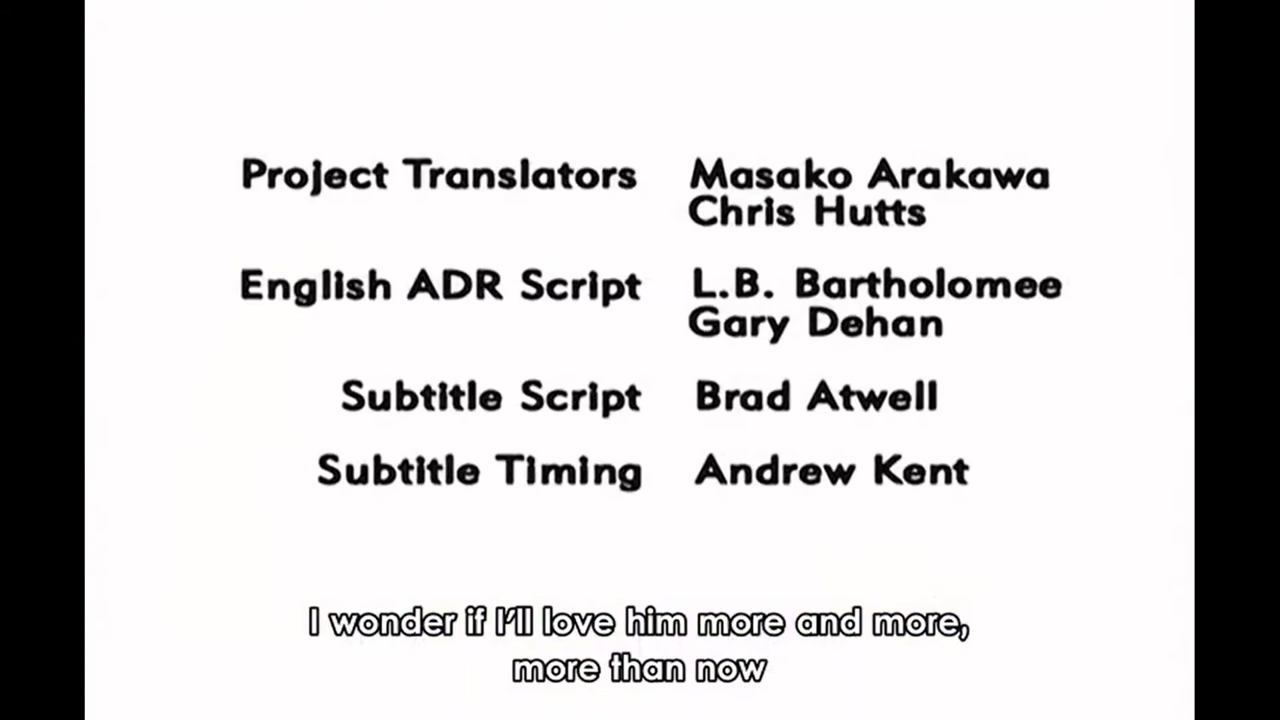 Project Translators Masako Arakawa
Chris Hutts
English ADR Script L.B. Bartholomee
Gary Dehan
Subtitle Script Brad Atwell
Subtitle Timing Andrew Kent
I wonder if I'll love him more and more,
more than now